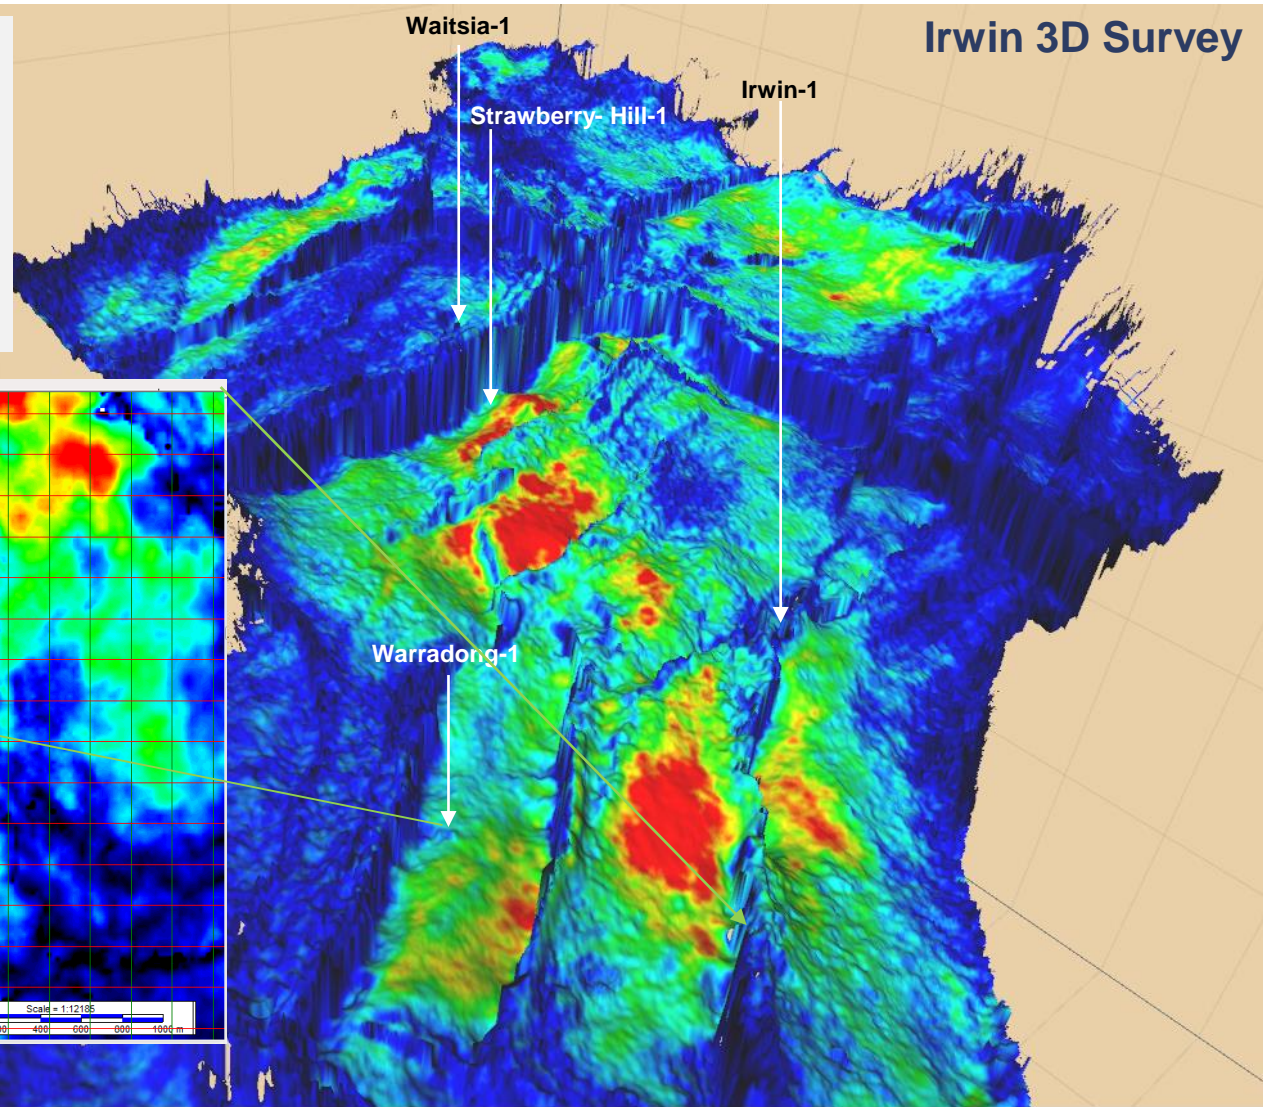 Irwin 3D Survey
Waitsia-1
Irwin-1
Strawberry- Hill-1
Warradong-1
Scale = 1:12185
400 600 800 1000 m